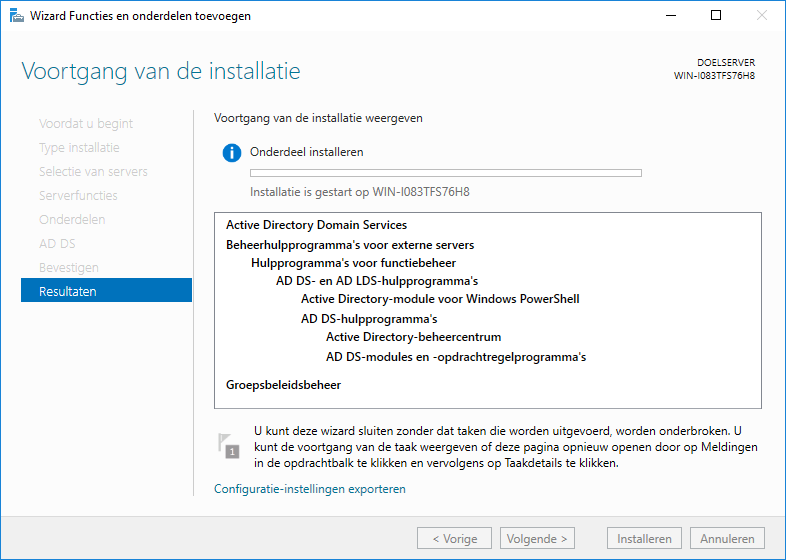 Wizard Functies en onderdelen toevoegen
Voortgang van de installatie
DOELSERVER
WIN-I083TFS76H8
Voordat u begint
Type installatie
Selectie van servers
Serverfuncties
Onderdelen
AD DS
Bevestigen
Resultaten
Voortgang van de installatie weergeven
Onderdeel installeren
Installatie is gestart op WIN-I083TFS76H8
Active Directory Domain Services
Beheerhulpprogramma's voor externe servers
Hulpprogramma's voor functiebeheer
AD DS- en AD LDS-hulpprogramma's
Active Directory-module voor Windows PowerShell
AD DS-hulpprogramma's
Active Directory-beheercentrum
AD DS-modules en -opdrachtregelprogramma's
Groepsbeleidsbeheer
1
U kunt deze wizard sluiten zonder dat taken die worden uitgevoerd, worden onderbroken. U
kunt de voortgang van de taak weergeven of deze pagina opnieuw openen door op Meldingen
in de opdrachtbalk te klikken en vervolgens op Taakdetails te klikken.
Configuratie-instellingen exporteren
< Vorige
Volgende >
Installeren
Annuleren